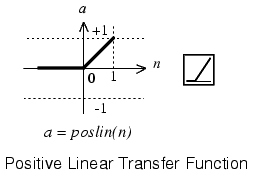 a
+1
n
0
1
-1
a = poslin(n)
Positive Linear Transfer Function